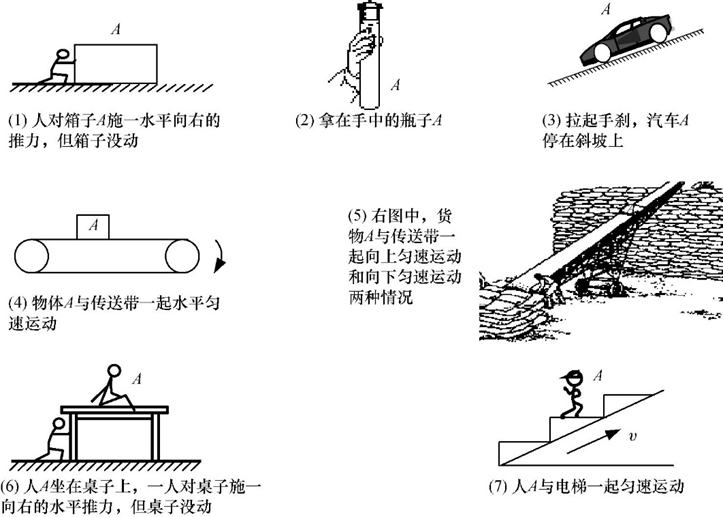 A
A
A
(1) 人对箱子A施一水平向右的
推力，但箱子没动
(2) 拿在手中的瓶子A
(3) 拉起手刹，汽车A
停在斜坡上
A
(4) 物体A与传送带一起水平匀
速运动
(5) 右图中，货
物A与传送带一
起向上匀速运动
和向下匀速运动
两种情况
A
(6) 人A坐在桌子上，一人对桌子施一
向右的水平推力，但桌子没动
A
v
(7) 人A与电梯一起匀速运动